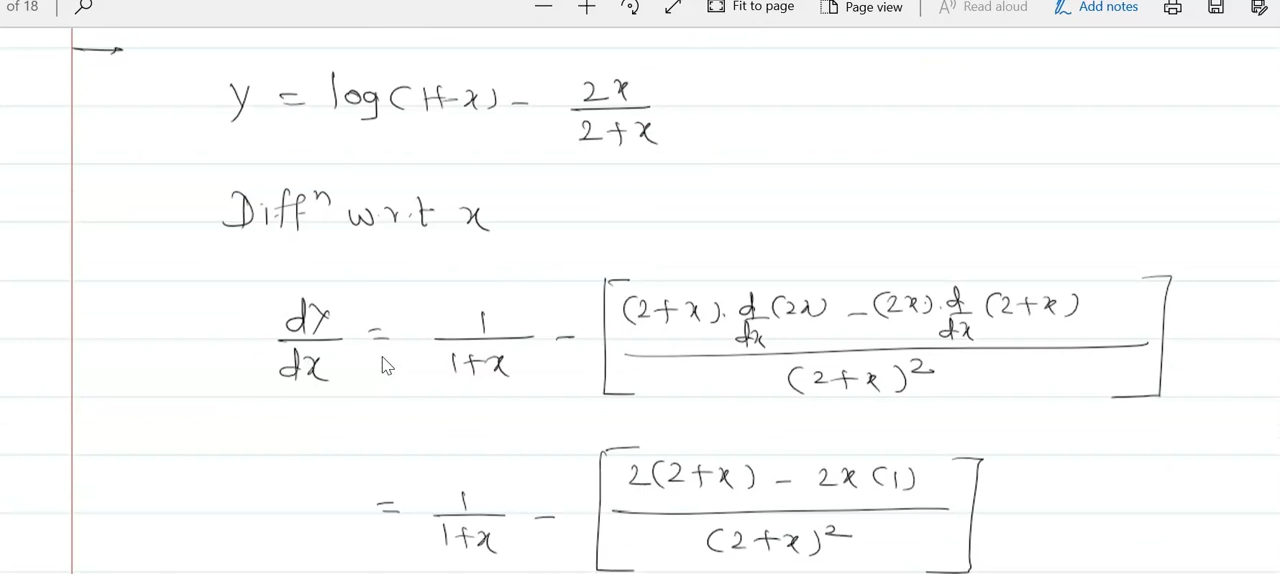 of 18 Fit to page Page view Read aloud Add notes
y = log(1+x) - 2x/(2+x)
Diffⁿ w.r.t x
dy/dx = 1/(1+x) - [((2+x).d/dx(2x) - (2x).d/dx(2+x))/(2+x)²]
= 1/(1+x) - [(2(2+x) - 2x(1))/(2+x)²]